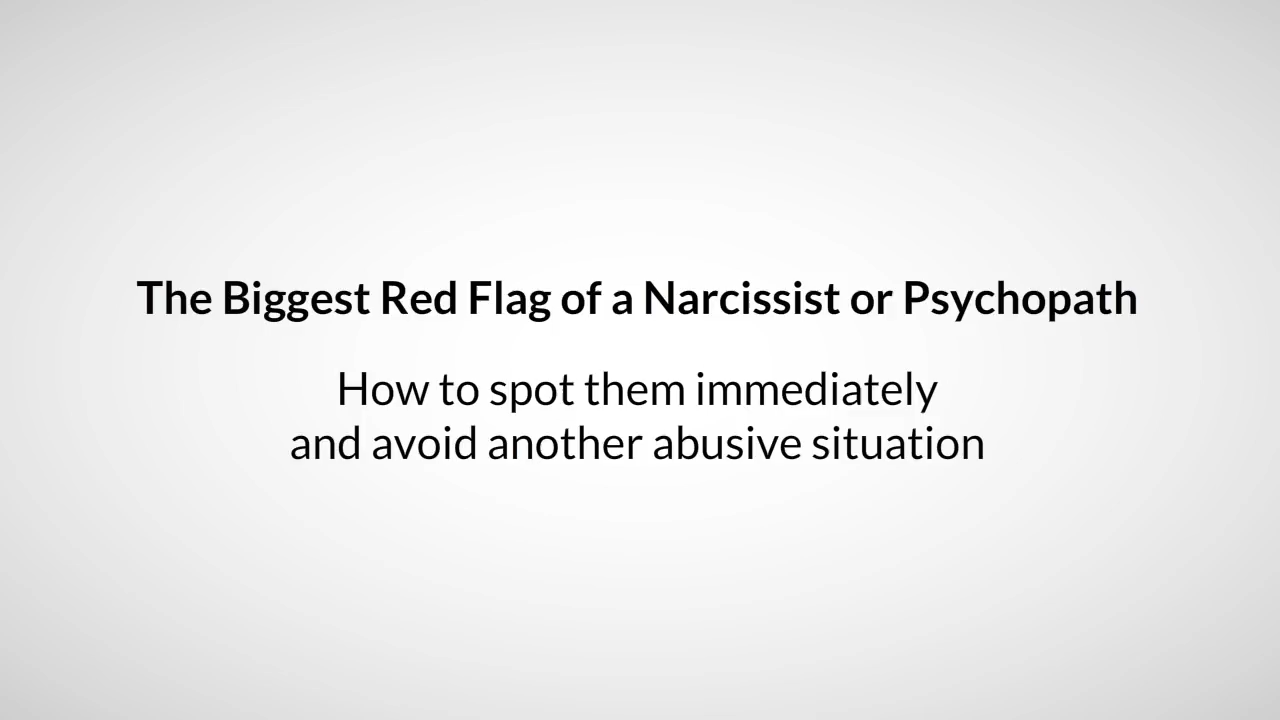 The Biggest Red Flag of a Narcissist or Psychopath
How to spot them immediately
and avoid another abusive situation